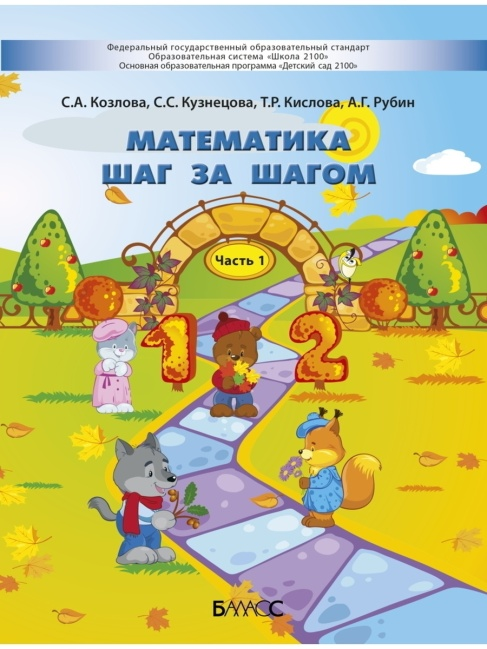 Федеральный государственный образовательный стандарт
Образовательная система «Школа 2100»
Основная образовательная программа «Детский сад 2100»
С.А. Козлова, С.С. Кузнецова, Т.Р. Кислова, А.Г. Рубин
МАТЕМАТИКА
ШАГ ЗА ШАГОМ
Часть 1
1 2
БАЛАСС